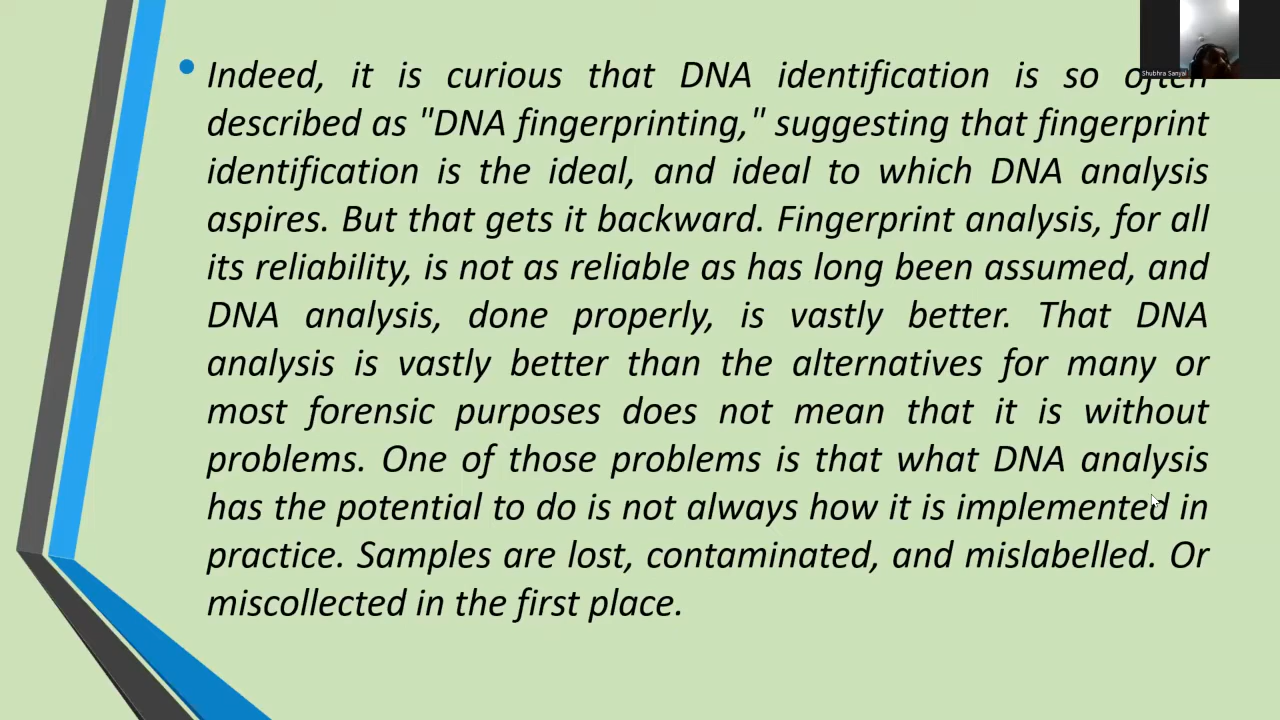 Shubhra Sanyal
Indeed, it is curious that DNA identification is so often
described as "DNA fingerprinting," suggesting that fingerprint
identification is the ideal, and ideal to which DNA analysis
aspires. But that gets it backward. Fingerprint analysis, for all
its reliability, is not as reliable as has long been assumed, and
DNA analysis, done properly, is vastly better. That DNA
analysis is vastly better than the alternatives for many or
most forensic purposes does not mean that it is without
problems. One of those problems is that what DNA analysis
has the potential to do is not always how it is implemented in
practice. Samples are lost, contaminated, and mislabelled. Or
miscollected in the first place.